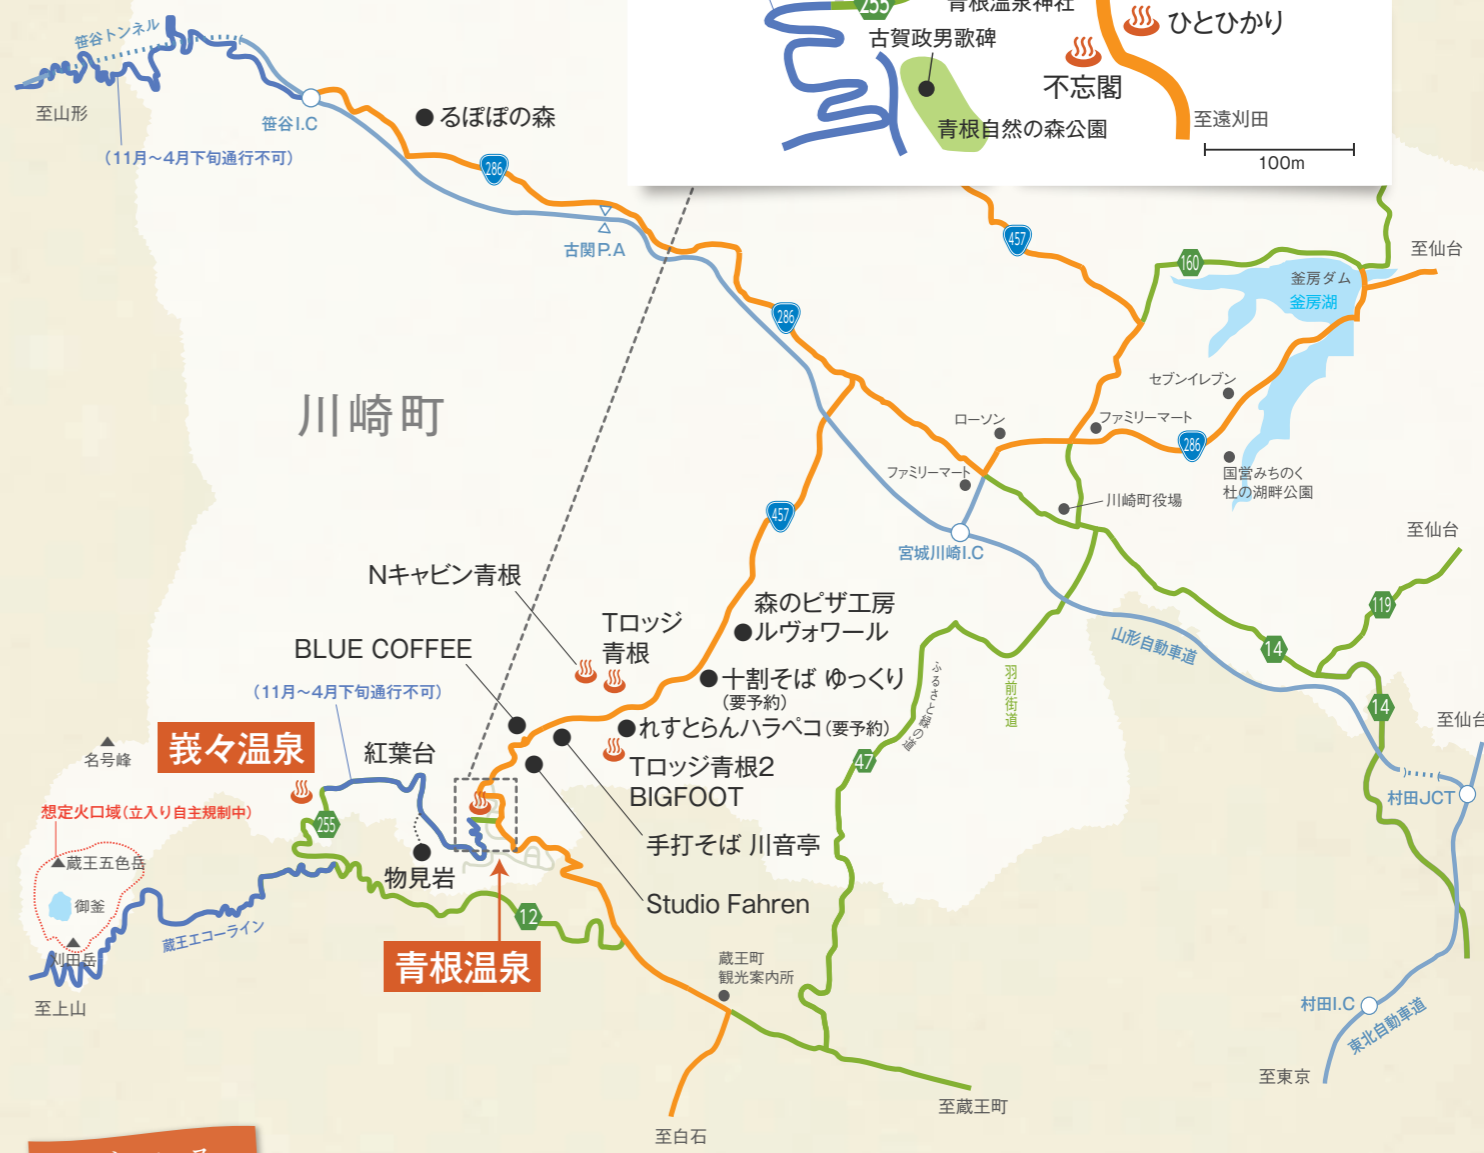 笹谷トンネル
至山形
(11月〜4月下旬通行不可)
笹谷I.C
るぽぽの森
286
古関P.A
255
青根温泉神社
古賀政男歌碑
ひとひかり
不忘閣
青根自然の森公園
至遠刈田
100m
457
160
至仙台
釜房ダム
釜房湖
286
川崎町
セブンイレブン
ローソン
ファミリーマート
286
ファミリーマート
国営みちのく
杜の湖畔公園
川崎町役場
457
宮城川崎I.C
至仙台
Nキャビン青根
森のピザ工房
ルヴォワール
Tロッジ
青根
119
山形自動車道
14
BLUE COFFEE
十割そば ゆっくり
(要予約)
ふるさと緑の道
羽前街道
(11月〜4月下旬通行不可)
14
至仙台
れすとらんハラペコ(要予約)
峩々温泉
紅葉台
名号峰
47
Tロッジ青根2
BIGFOOT
村田JCT
想定火口域(立入り自主規制中)
255
手打そば 川音亭
蔵王五色岳
物見岩
御釜
Studio Fahren
12
蔵王エコーライン
刈田岳
青根温泉
蔵王町
観光案内所
至上山
村田I.C
東北自動車道
至東京
至蔵王町
至白石